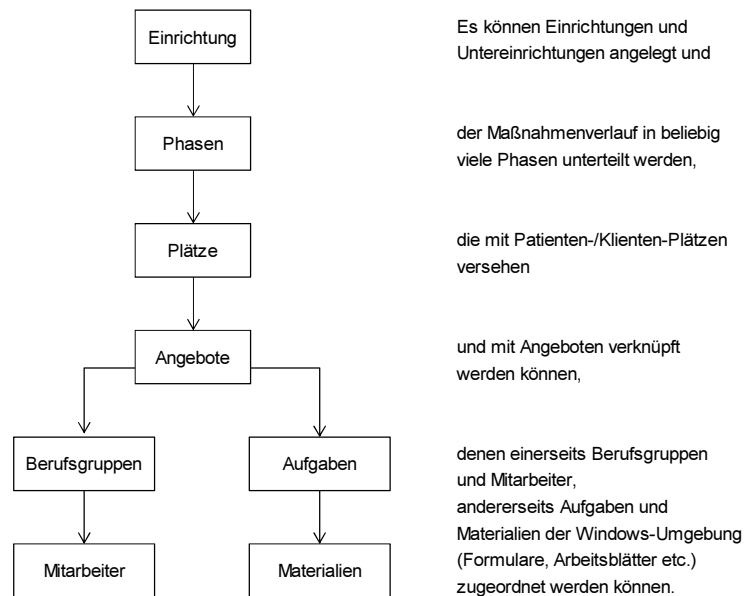 Einrichtung
Es können Einrichtungen und
Untereinrichtungen angelegt und
Phasen
der Maßnahmenverlauf in beliebig
viele Phasen unterteilt werden,
Plätze
die mit Patienten-/Klienten-Plätzen
versehen
Angebote
und mit Angeboten verknüpft
werden können,
Berufsgruppen
Aufgaben
denen einerseits Berufsgruppen
und Mitarbeiter,
andererseits Aufgaben und
Materialien der Windows-Umgebung
(Formulare, Arbeitsblätter etc.)
zugeordnet werden können.
Mitarbeiter
Materialien